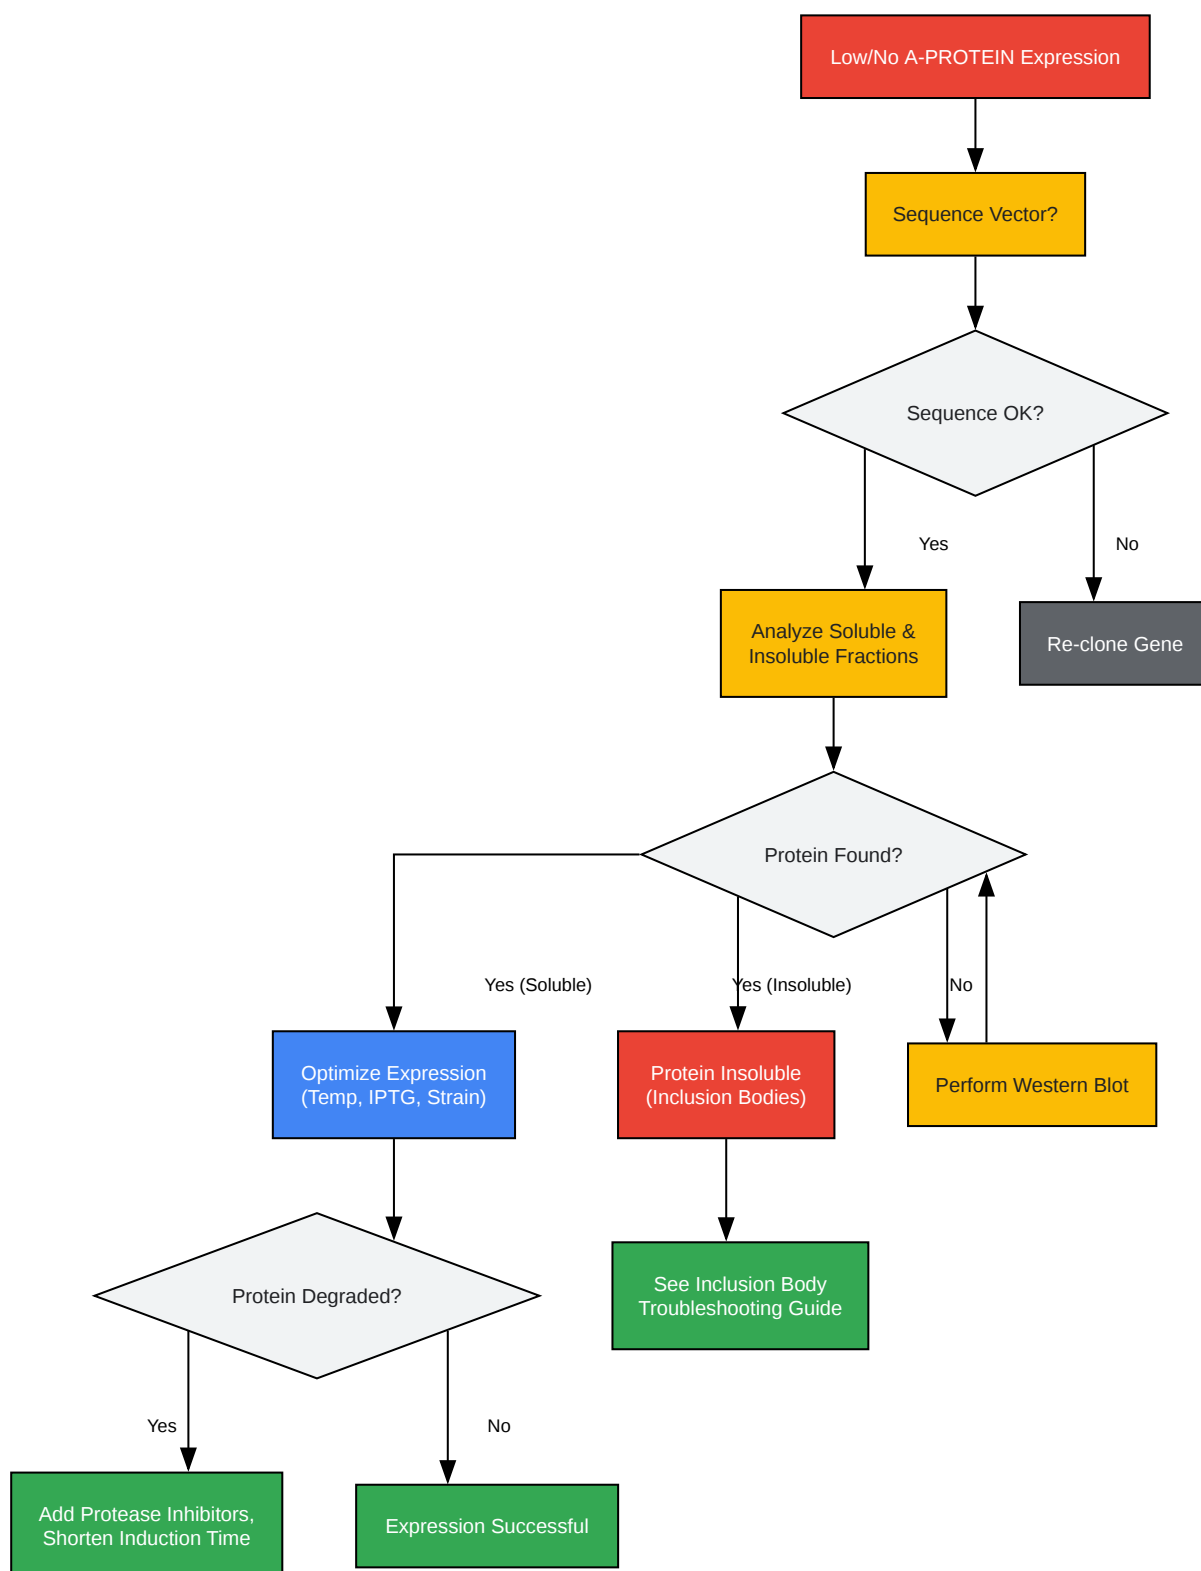 Low/No A-PROTEIN Expression
Sequence Vector?
Sequence OK?
Yes
No
Analyze Soluble &
Insoluble Fractions
Re-clone Gene
Protein Found?
Yes (Soluble)
Yes (Insoluble)
No
Optimize Expression
(Temp, IPTG, Strain)
Protein Insoluble
(Inclusion Bodies)
Perform Western Blot
Protein Degraded?
See Inclusion Body
Troubleshooting Guide
Yes
No
Add Protease Inhibitors,
Shorten Induction Time
Expression Successful